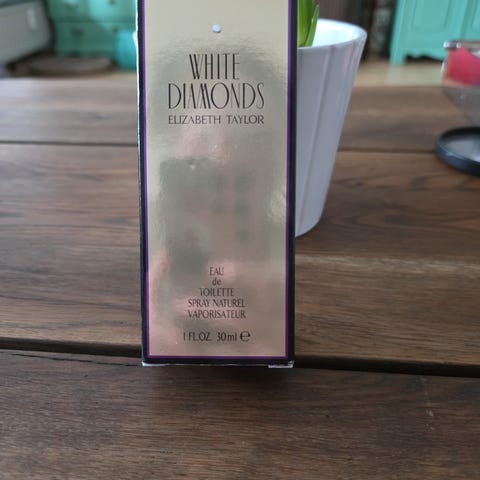 WHITE
DIAMONDS
ELIZABETH TAYLOR
EAU
de
TOILETTE
SPRAY NATUREL
VAPORISATEUR
1 FL.OZ. 30ml ℮